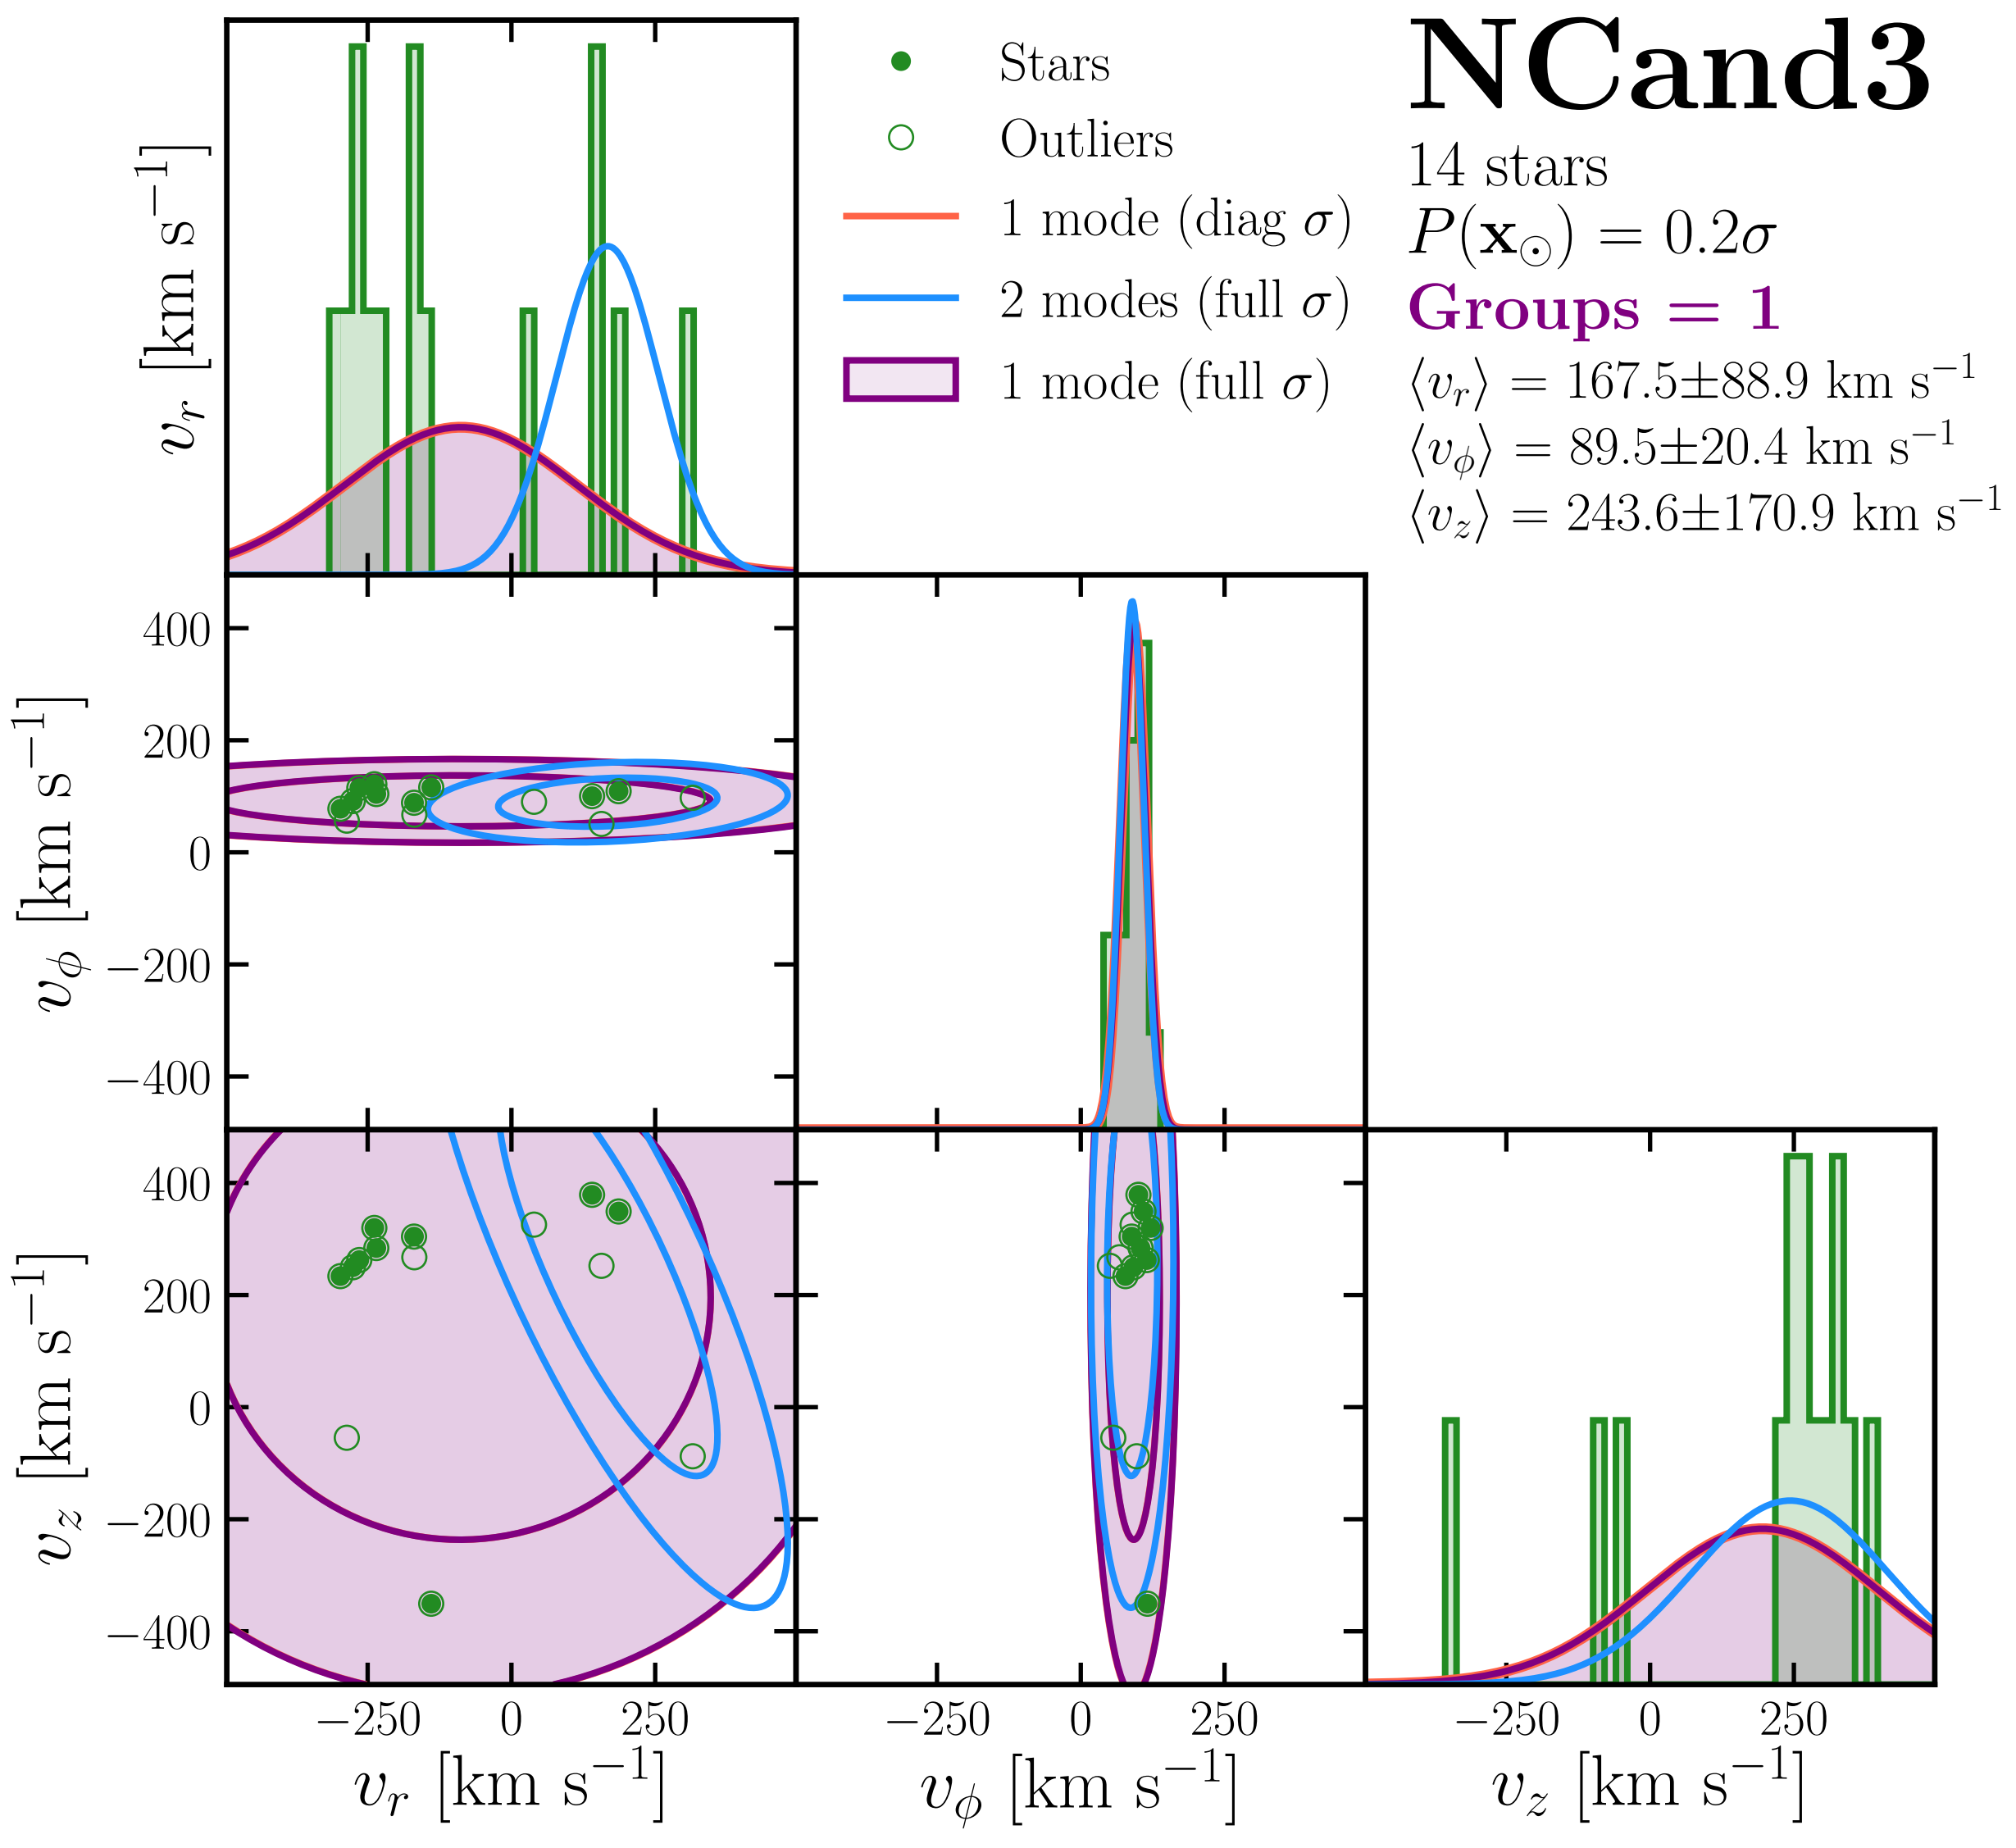 NCand3
14 stars
P(x⊙) = 0.2σ
Groups = 1
⟨v_r⟩ = 167.5±88.9 km s⁻¹
⟨v_ϕ⟩ = 89.5±20.4 km s⁻¹
⟨v_z⟩ = 243.6±170.9 km s⁻¹
Stars
Outliers
1 mode (diag σ)
2 modes (full σ)
1 mode (full σ)
v_r [km s⁻¹]
v_ϕ [km s⁻¹]
400
200
0
−200
−400
v_z [km s⁻¹]
400
200
0
−200
−400
−250 0 250
−250 0 250
−250 0 250
v_r [km s⁻¹]
v_ϕ [km s⁻¹]
v_z [km s⁻¹]